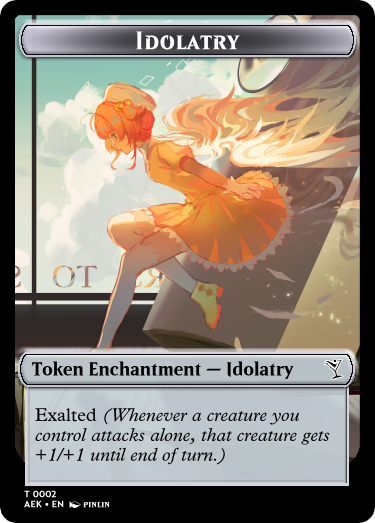 Idolatry
TO S
Token Enchantment — Idolatry
Exalted (Whenever a creature you
control attacks alone, that creature gets
+1/+1 until end of turn.)
T 0002
AEK • EN PINLIN